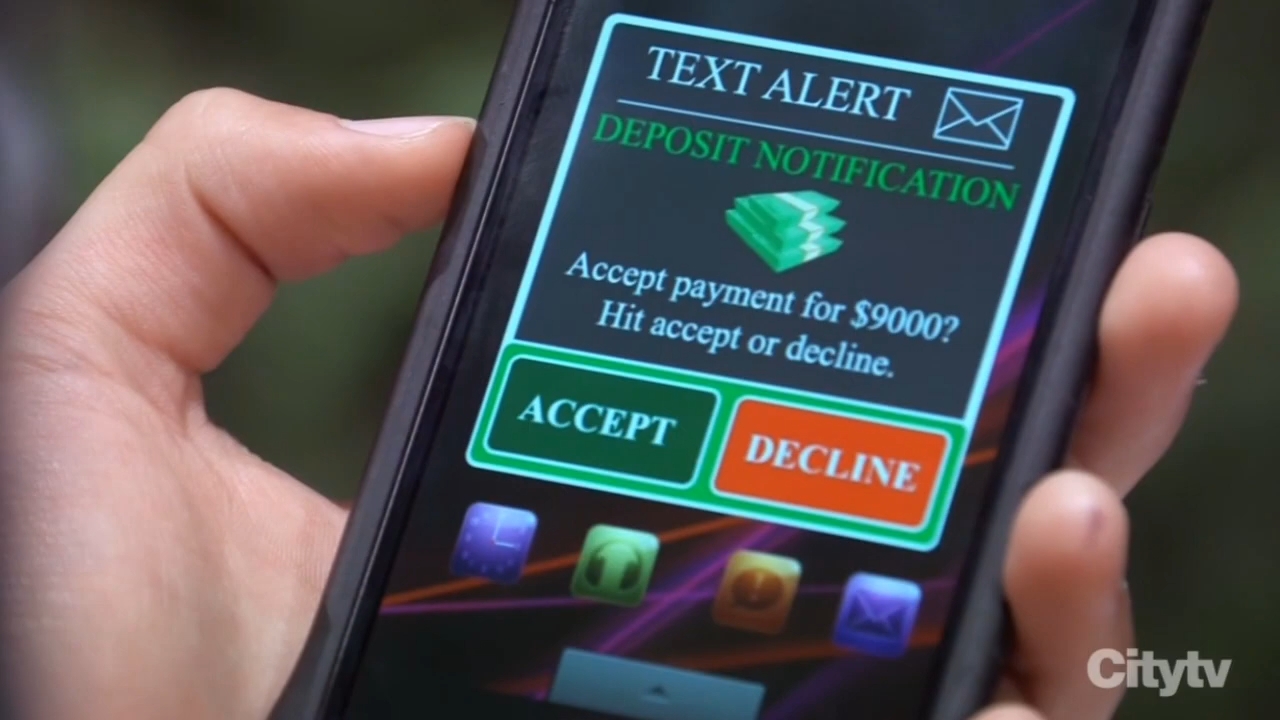 TEXT ALERT
DEPOSIT NOTIFICATION
Accept payment for $9000?
Hit accept or decline.
ACCEPT
DECLINE
Citytv